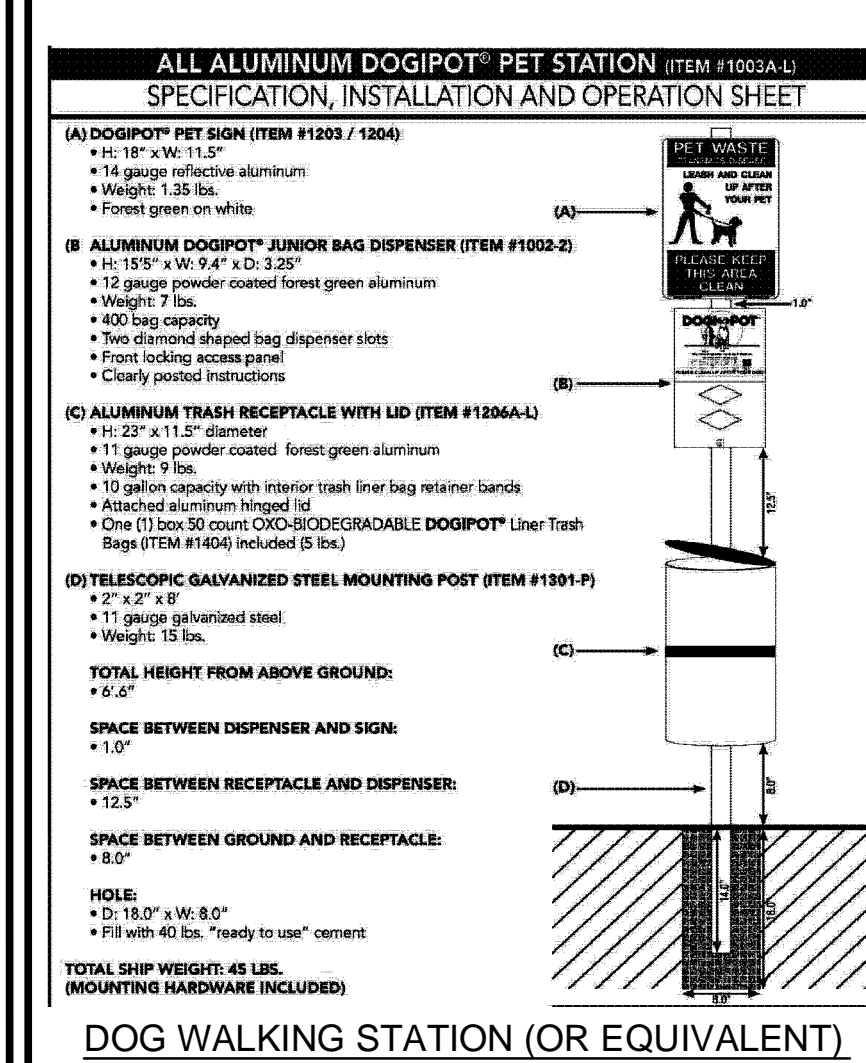 ALL ALUMINUM DOGIPOT® PET STATION (ITEM #1003A-L)
SPECIFICATION, INSTALLATION AND OPERATION SHEET
(A) DOGIPOT® PET SIGN (ITEM #1203 / 1204)
• H: 18" x W: 11.5"
• 14 gauge reflective aluminum
• Weight: 1.35 lbs.
• Forest green on white
(B ALUMINUM DOGIPOT® JUNIOR BAG DISPENSER (ITEM #1002-2)
• H: 15'5" x W: 9.4" x D: 3.25"
• 12 gauge powder coated forest green aluminum
• Weight: 7 lbs.
• 400 bag capacity
• Two diamond shaped bag dispenser slots
• Front locking access panel
• Clearly posted instructions
(C) ALUMINUM TRASH RECEPTACLE WITH LID (ITEM #1206A-L)
• H: 23" x 11.5" diameter
• 11 gauge powder coated forest green aluminum
• Weight: 9 lbs.
• 10 gallon capacity with interior trash liner bag retainer bands
• Attached aluminum hinged lid
• One (1) box 50 count OXO-BIODEGRADABLE DOGIPOT® Liner Trash
Bags (ITEM #1404) included (5 lbs.)
(D) TELESCOPIC GALVANIZED STEEL MOUNTING POST (ITEM #1301-P)
• 2" x 2" x 8'
• 11 gauge galvanized steel
• Weight: 15 lbs.
TOTAL HEIGHT FROM ABOVE GROUND:
• 6'.6"
SPACE BETWEEN DISPENSER AND SIGN:
• 1.0"
SPACE BETWEEN RECEPTACLE AND DISPENSER:
• 12.5"
SPACE BETWEEN GROUND AND RECEPTACLE:
• 8.0"
HOLE:
• D: 18.0" x W: 8.0"
• Fill with 40 lbs. "ready to use" cement
TOTAL SHIP WEIGHT: 45 LBS.
(MOUNTING HARDWARE INCLUDED)
PET WASTE
TRANSMITS DISEASE
LEASH AND CLEAN
UP AFTER
YOUR PET
(A)
PLEASE KEEP
THIS AREA
CLEAN
1.0"
DOGIPOT
(B)
12.5"
(C)
(D)
8.0"
14.0"
18.0"
8.0"
DOG WALKING STATION (OR EQUIVALENT)